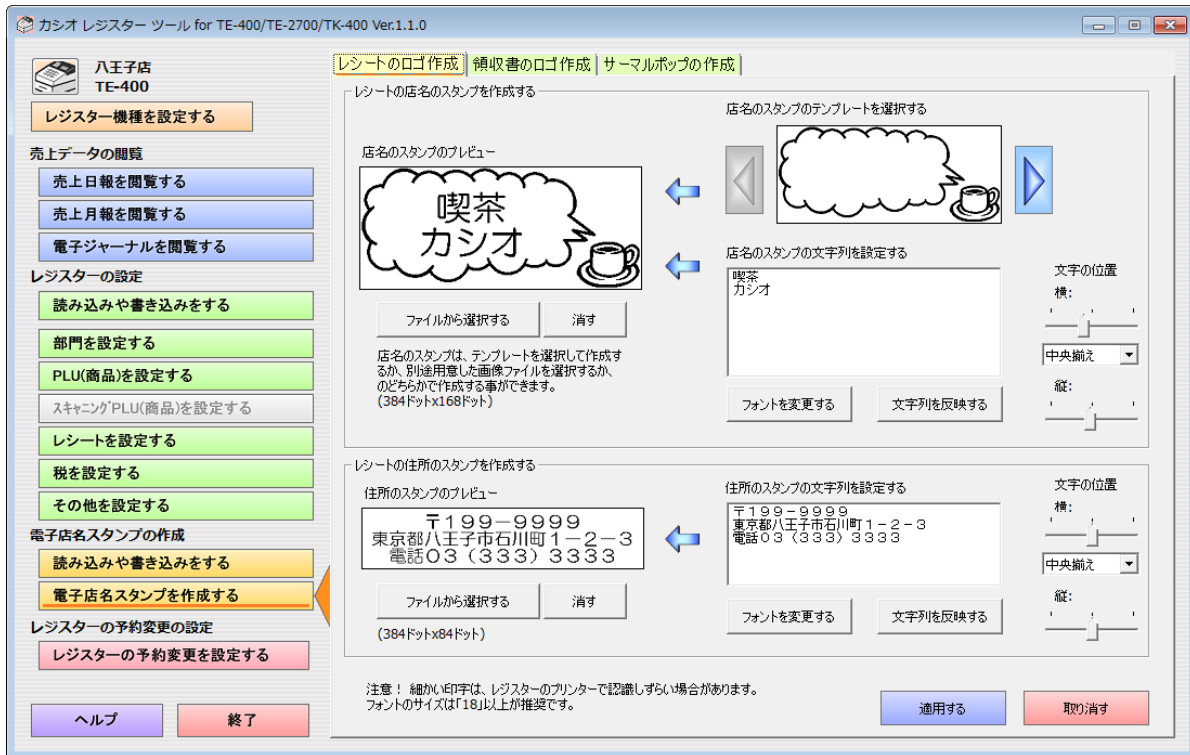 カシオ レジスター ツール for TE-400/TE-2700/TK-400 Ver.1.1.0
八王子店
TE-400
レジスター機種を設定する
売上データの閲覧
売上日報を閲覧する
売上月報を閲覧する
電子ジャーナルを閲覧する
レジスターの設定
読み込みや書き込みをする
部門を設定する
PLU(商品)を設定する
スキャニングPLU(商品)を設定する
レシートを設定する
税を設定する
その他を設定する
電子店名スタンプの作成
読み込みや書き込みをする
電子店名スタンプを作成する
レジスターの予約変更の設定
レジスターの予約変更を設定する
ヘルプ
終了
レシートのロゴ作成
領収書のロゴ作成
サーマルポップの作成
レシートの店名のスタンプを作成する
店名のスタンプのプレビュー
喫茶
カシオ
ファイルから選択する
消す
店名のスタンプは、テンプレートを選択して作成す
るか、別途用意した画像ファイルを選択するか、
のどちらかで作成する事ができます。
(384ドットx168ドット)
店名のスタンプのテンプレートを選択する
店名のスタンプの文字列を設定する
喫茶
カシオ
フォントを変更する
文字列を反映する
文字の位置
横:
中央揃え
縦:
レシートの住所のスタンプを作成する
住所のスタンプのプレビュー
〒199-9999
東京都八王子市石川町1-2-3
電話03(333)3333
ファイルから選択する
消す
(384ドットx84ドット)
住所のスタンプの文字列を設定する
〒199-9999
東京都八王子市石川町1-2-3
電話03(333)3333
フォントを変更する
文字列を反映する
文字の位置
横:
中央揃え
縦:
注意! 細かい印字は、レジスターのプリンターで認識しずらい場合があります。
フォントのサイズは「18」以上が推奨です。
適用する
取り消す